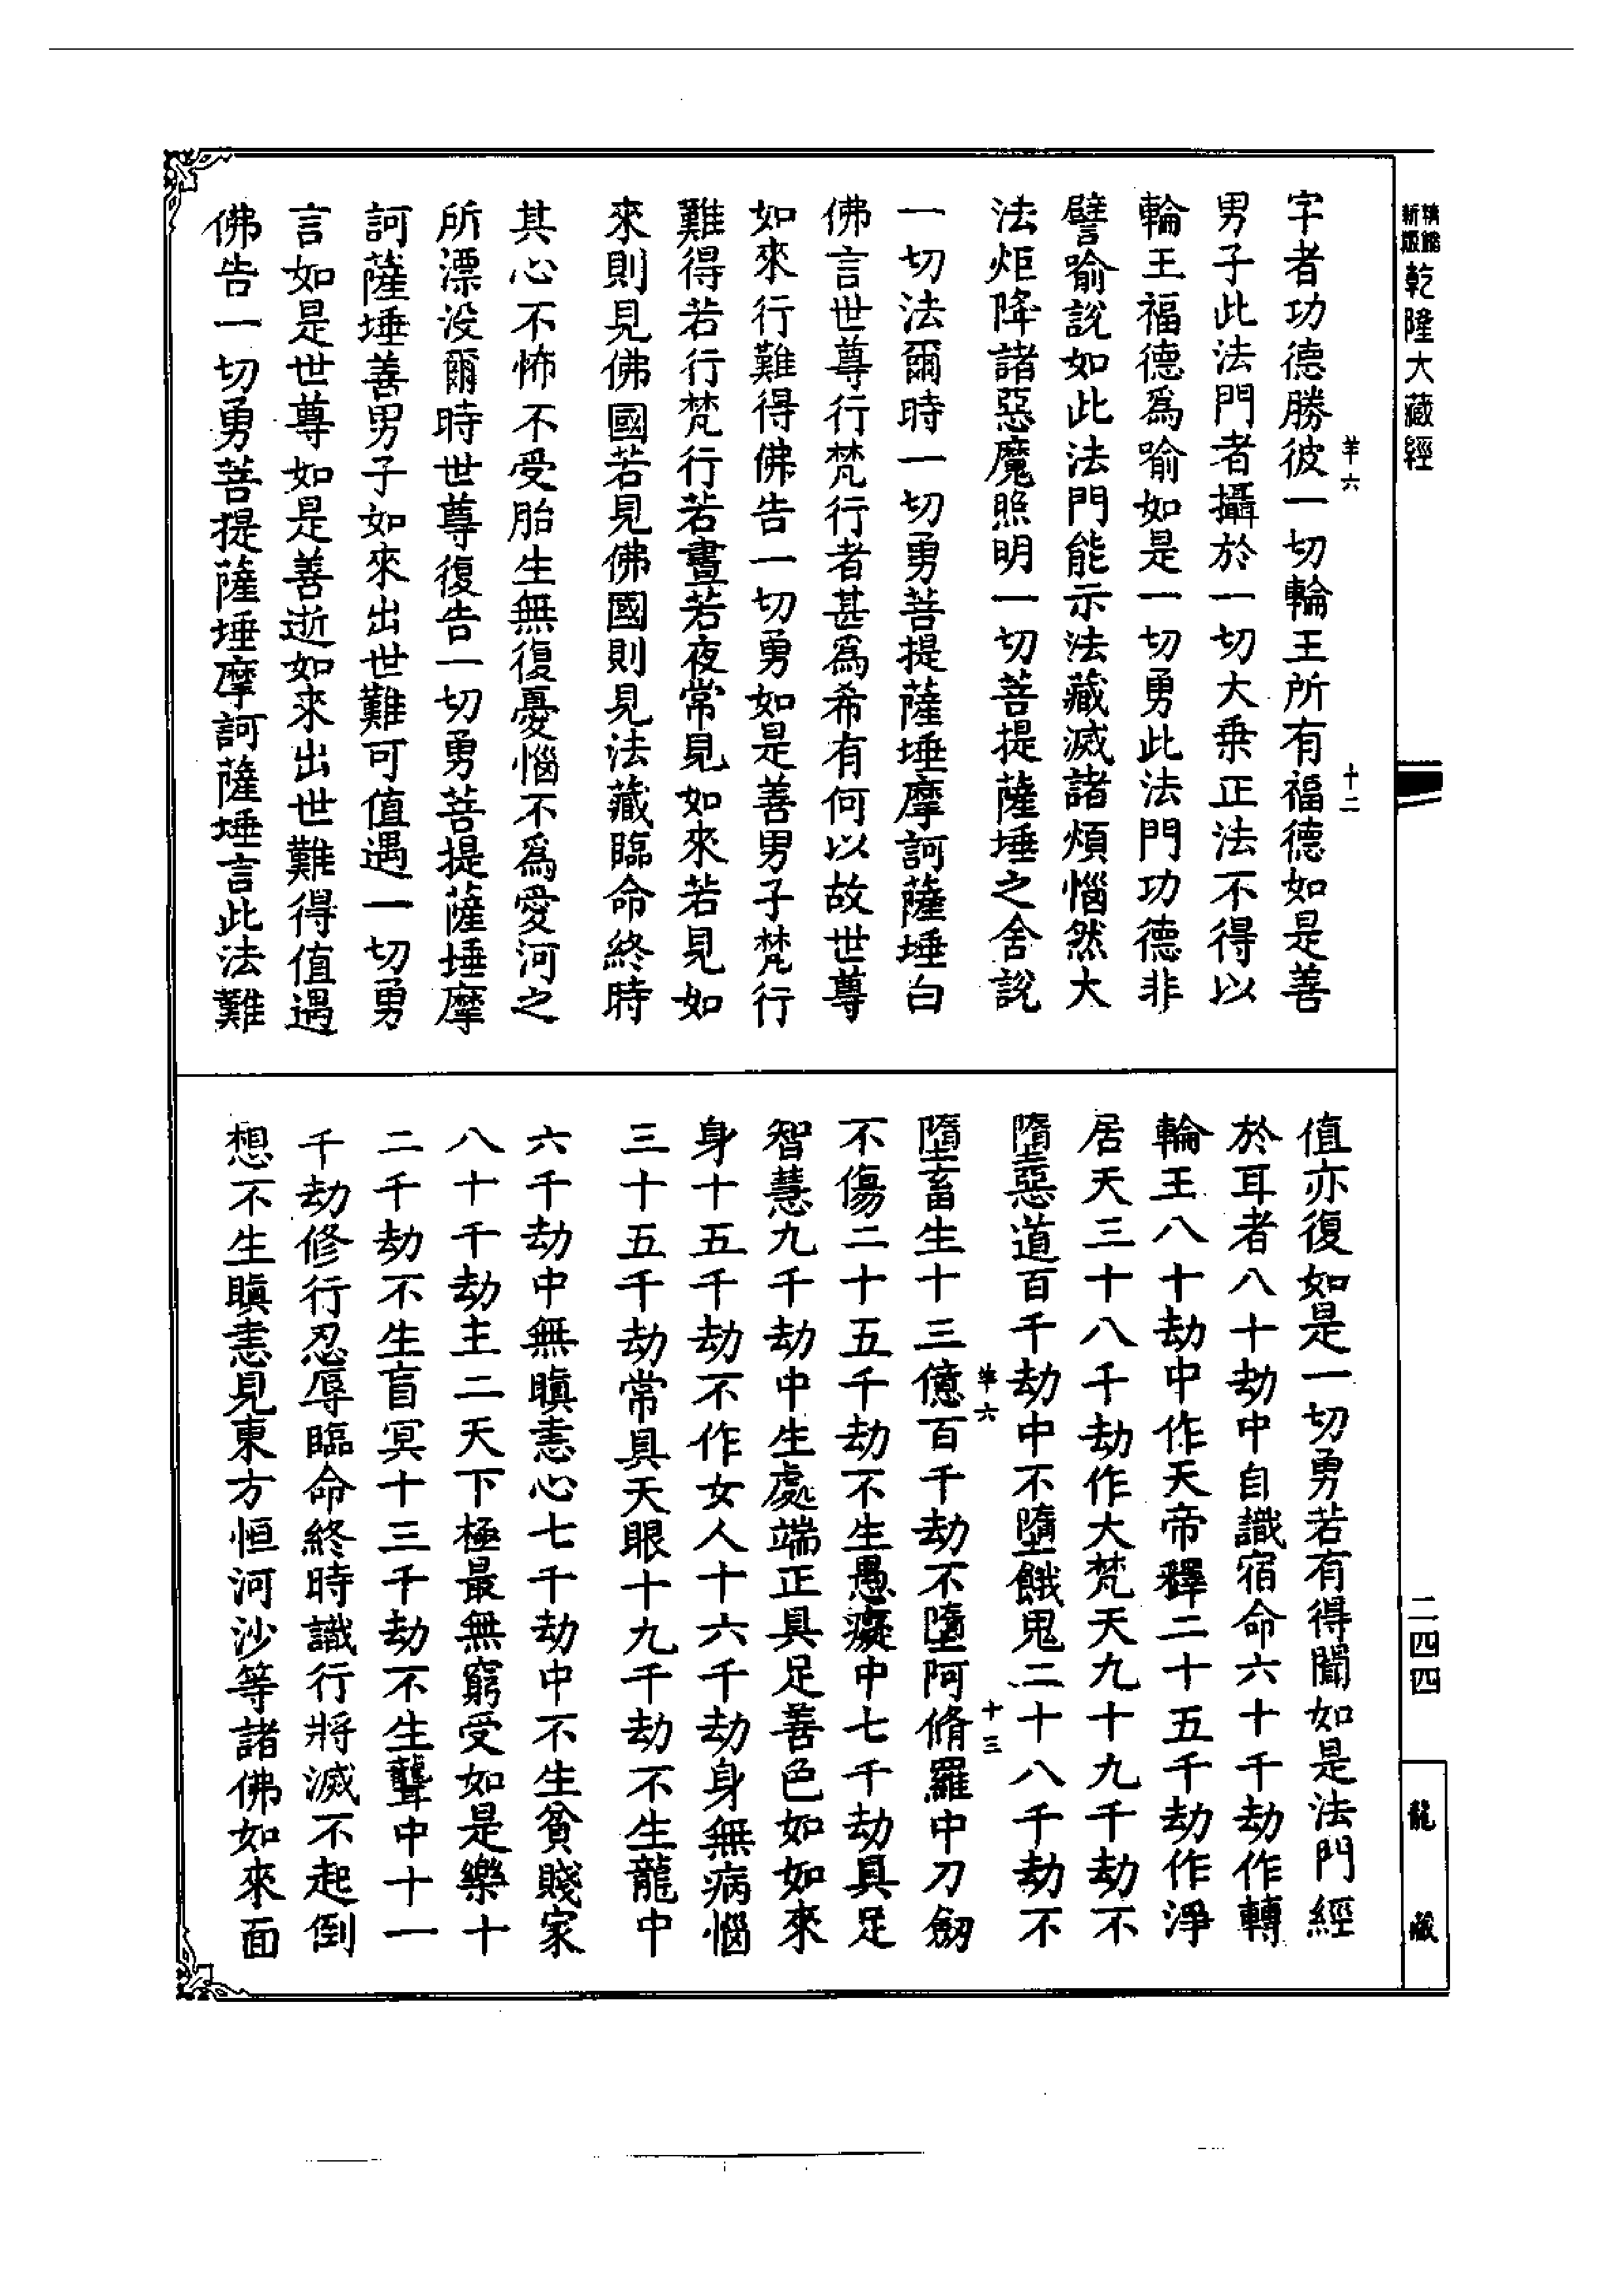 新版
乾隆大藏經
字者功德勝彼一切輪王所有福德如是善
男子此法門者攝於一切大乘正法不得以
輪王福德爲喻如是一切勇此法門功德非
譬喻說如此法門能示法藏滅諸煩惱然大
法炬降諸惡魔照明一切菩提薩埵之舍說
一切法爾時一切勇菩提薩埵摩訶薩埵白
佛言世尊行梵行者甚爲希有何以故世尊
如來行難得佛告一切勇如是善男子梵行
難得若行梵行若晝若夜常見如來若見如
來則見佛國若見佛國則見法藏臨命終時
其心不怖不受胎生無復憂惱不爲愛河之
所漂没爾時世尊復告一切勇菩提薩埵摩
訶薩埵善男子如來出世難可值遇一切勇
言如是世尊如是善逝如來出世難得值遇
佛告一切勇菩提薩埵摩訶薩埵言此法難
六
十二
值亦復如是一切勇若有得聞如是法門經
於耳者八十劫中自識宿命六十千劫作轉
輪王八十劫中作天帝釋二十五千劫作淨
居天三十八千劫作大梵天九十九千劫不
墮惡道百千劫中不墮餓鬼二十八千劫不
墮畜生十三億百千劫不墮阿脩羅中刀劒
不傷二十五千劫不生愚癡中七千劫具足
智慧九千劫中生處端正具足善色如如來
身十五千劫不作女人十六千劫身無病惱
三十五千劫常具天眼十九千劫不生龍中
六千劫中無瞋恚心七千劫中不生貧賤家
八十千劫主二天下極最無窮受如是樂十
二千劫不生盲冥十三千劫不生聾中十一
千劫修行忍辱臨命終時識行將滅不起倒
想不生瞋恚見東方恒河沙等諸佛如來面
六
十三
二四四
龍藏